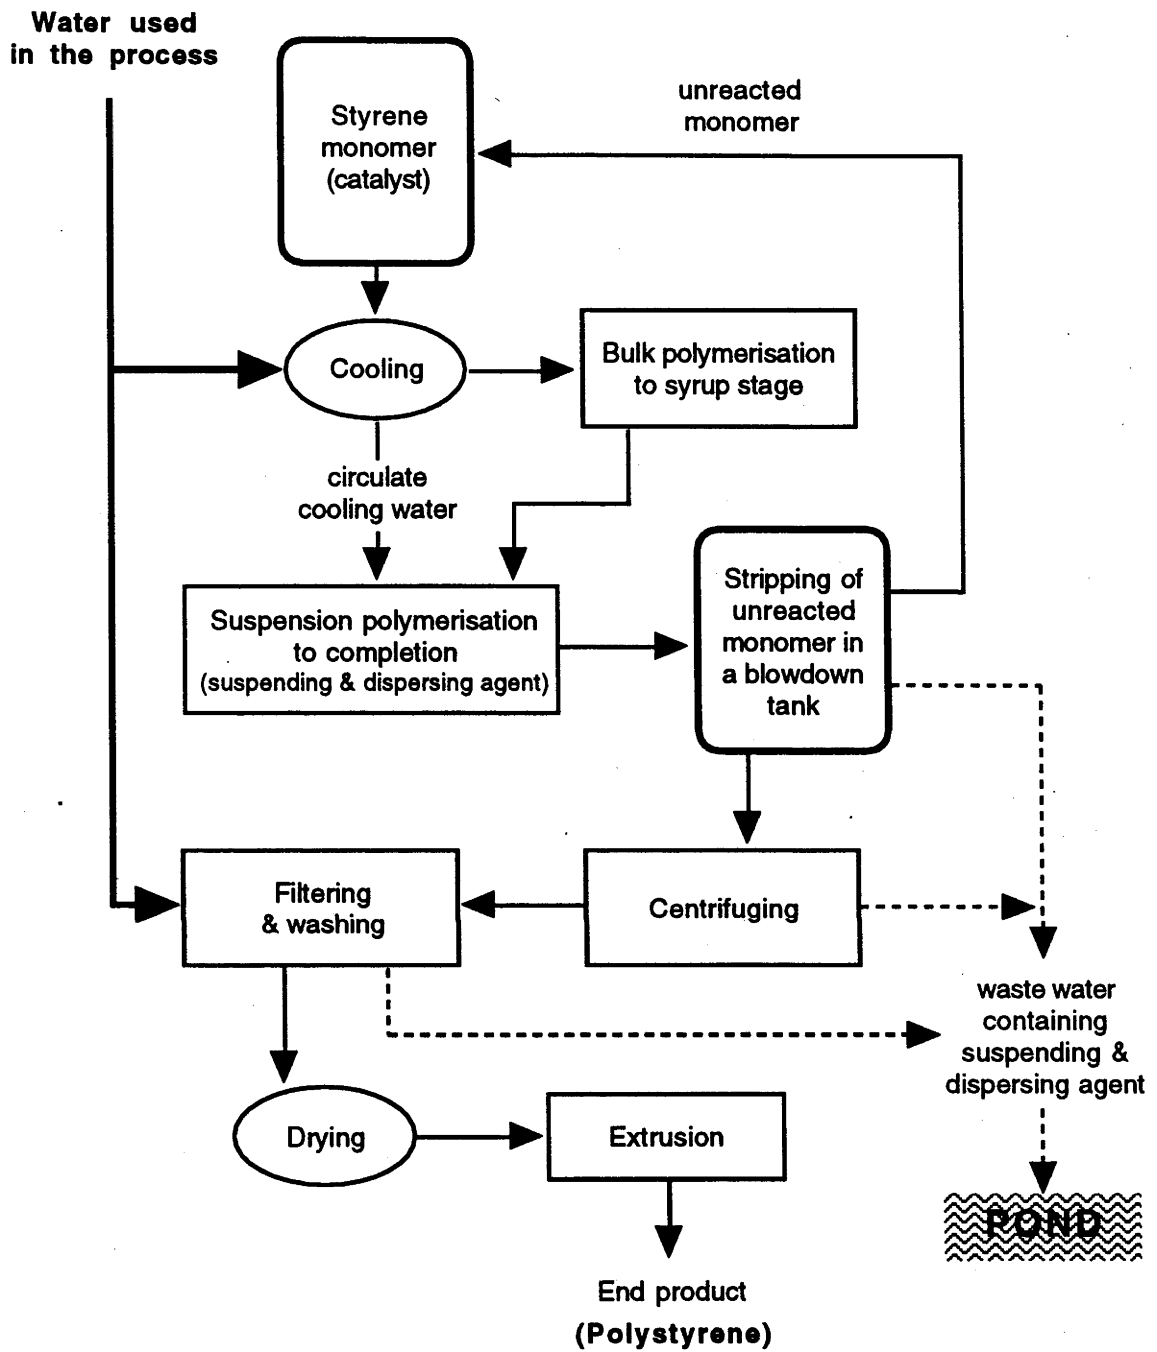 Water used
in the process
Styrene
monomer
(catalyst)
unreacted
monomer
Cooling
Bulk polymerisation
to syrup stage
circulate
cooling water
Suspension polymerisation
to completion
(suspending & dispersing agent)
Stripping of
unreacted
monomer in
a blowdown
tank
Filtering
& washing
Centrifuging
waste water
containing
suspending &
dispersing agent
Drying
Extrusion
POND
End product
(Polystyrene)